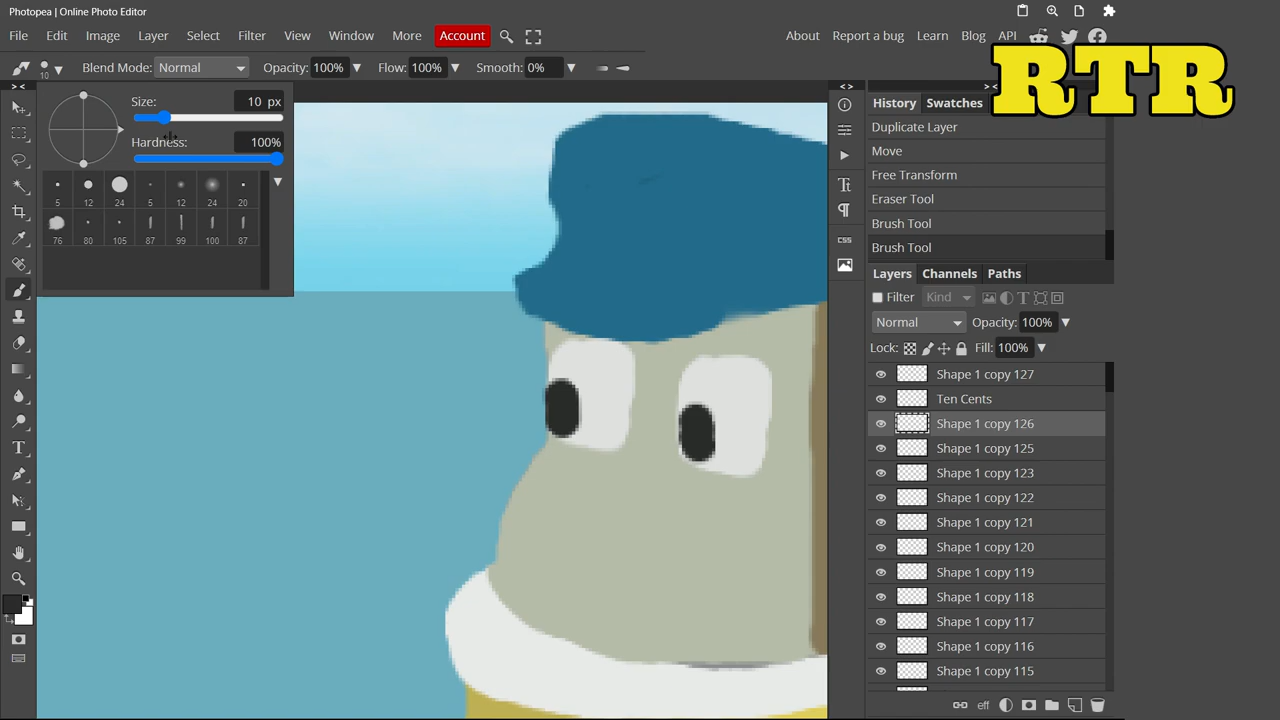 Photopea | Online Photo Editor
File Edit Image Layer Select Filter View Window More Account
About Report a bug Learn Blog API
RTR
10 Blend Mode: Normal Opacity: 100% Flow: 100% Smooth: 0%
Size: 10 px
Hardness: 100%
5 12 24 5 12 24 20
76 80 105 87 99 100 87
> <
< >
> <
History Swatches
Duplicate Layer
Move
Free Transform
Eraser Tool
Brush Tool
Brush Tool
CSS
Layers Channels Paths
Filter Kind
Normal Opacity: 100%
Lock: Fill: 100%
Shape 1 copy 127
Ten Cents
Shape 1 copy 126
Shape 1 copy 125
Shape 1 copy 123
Shape 1 copy 122
Shape 1 copy 121
Shape 1 copy 120
Shape 1 copy 119
Shape 1 copy 118
Shape 1 copy 117
Shape 1 copy 116
Shape 1 copy 115
eff